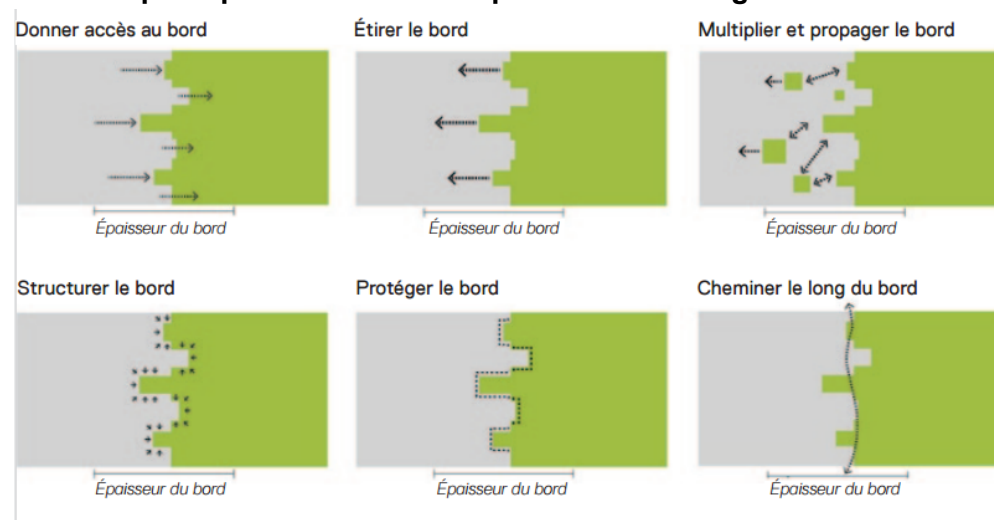 Donner accès au bord
Étirer le bord
Multiplier et propager le bord
Épaisseur du bord
Épaisseur du bord
Épaisseur du bord
Structurer le bord
Protéger le bord
Cheminer le long du bord
Épaisseur du bord
Épaisseur du bord
Épaisseur du bord